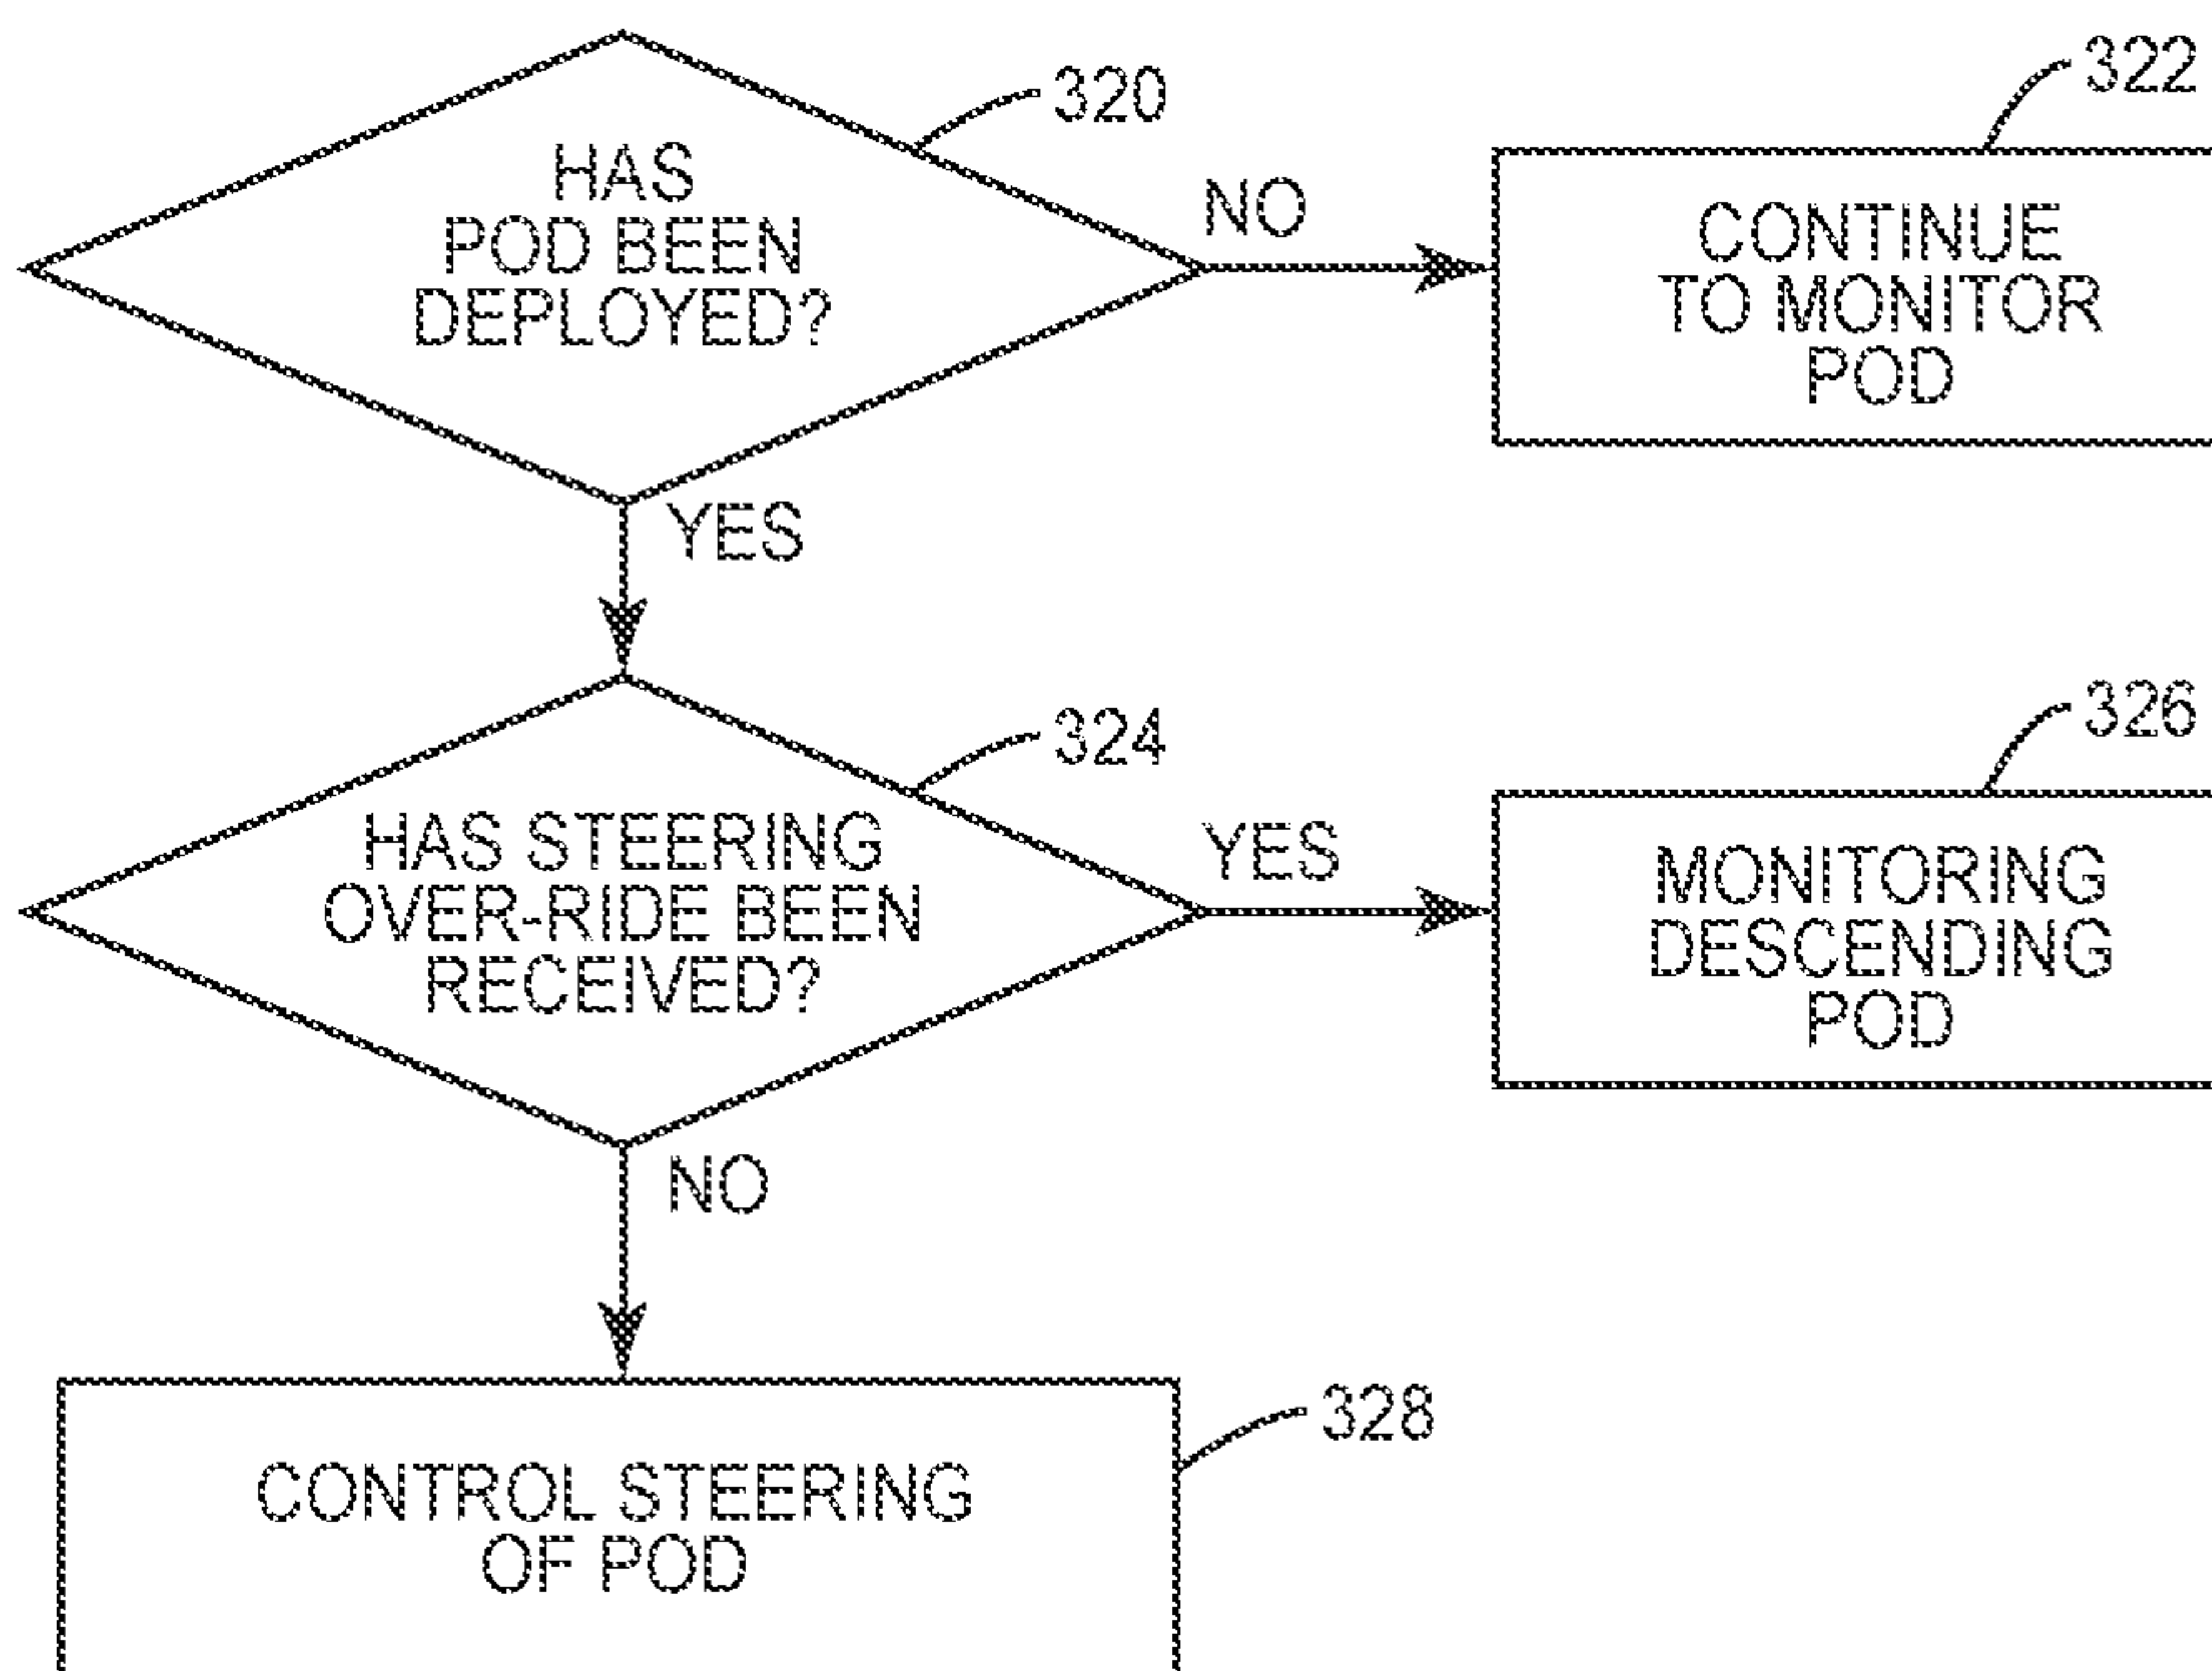 320
HAS
POD BEEN
DEPLOYED?
NO
322
CONTINUE
TO MONITOR
POD
YES
324
HAS STEERING
OVER-RIDE BEEN
RECEIVED?
YES
326
MONITORING
DESCENDING
POD
NO
328
CONTROL STEERING
OF POD